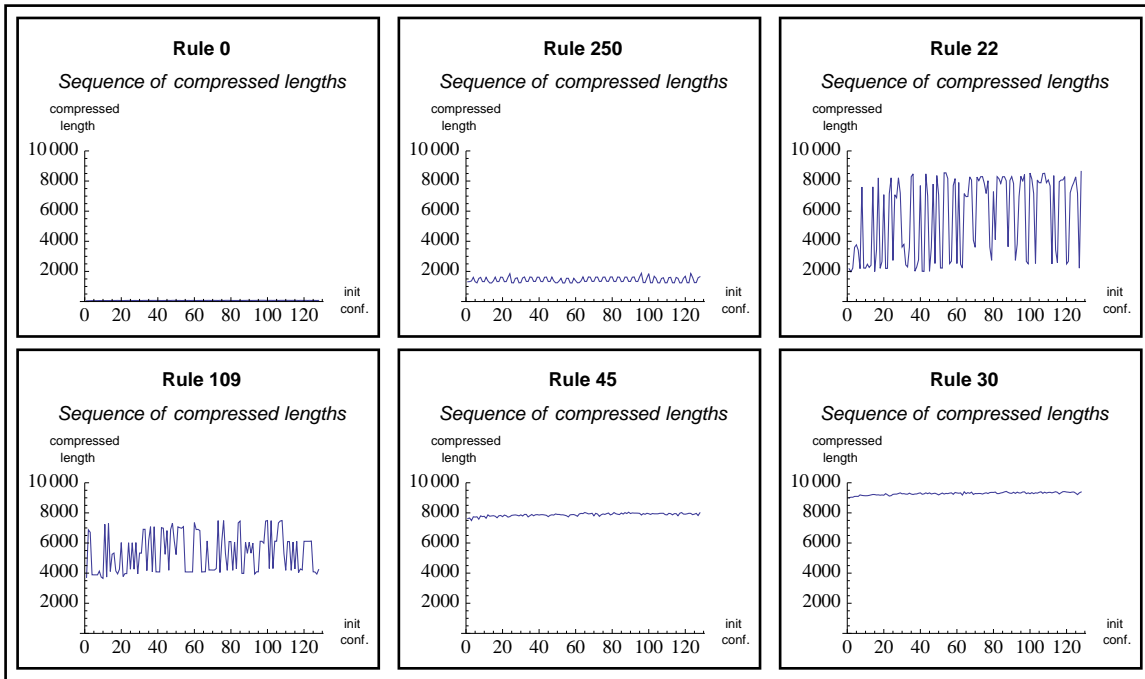 Rule 0
Sequence of compressed lengths
compressed
length
10 000
8000
6000
4000
2000
0 20 40 60 80 100 120
init
conf.
Rule 250
Sequence of compressed lengths
compressed
length
10 000
8000
6000
4000
2000
0 20 40 60 80 100 120
init
conf.
Rule 22
Sequence of compressed lengths
compressed
length
10 000
8000
6000
4000
2000
0 20 40 60 80 100 120
init
conf.
Rule 109
Sequence of compressed lengths
compressed
length
10 000
8000
6000
4000
2000
0 20 40 60 80 100 120
init
conf.
Rule 45
Sequence of compressed lengths
compressed
length
10 000
8000
6000
4000
2000
0 20 40 60 80 100 120
init
conf.
Rule 30
Sequence of compressed lengths
compressed
length
10 000
8000
6000
4000
2000
0 20 40 60 80 100 120
init
conf.